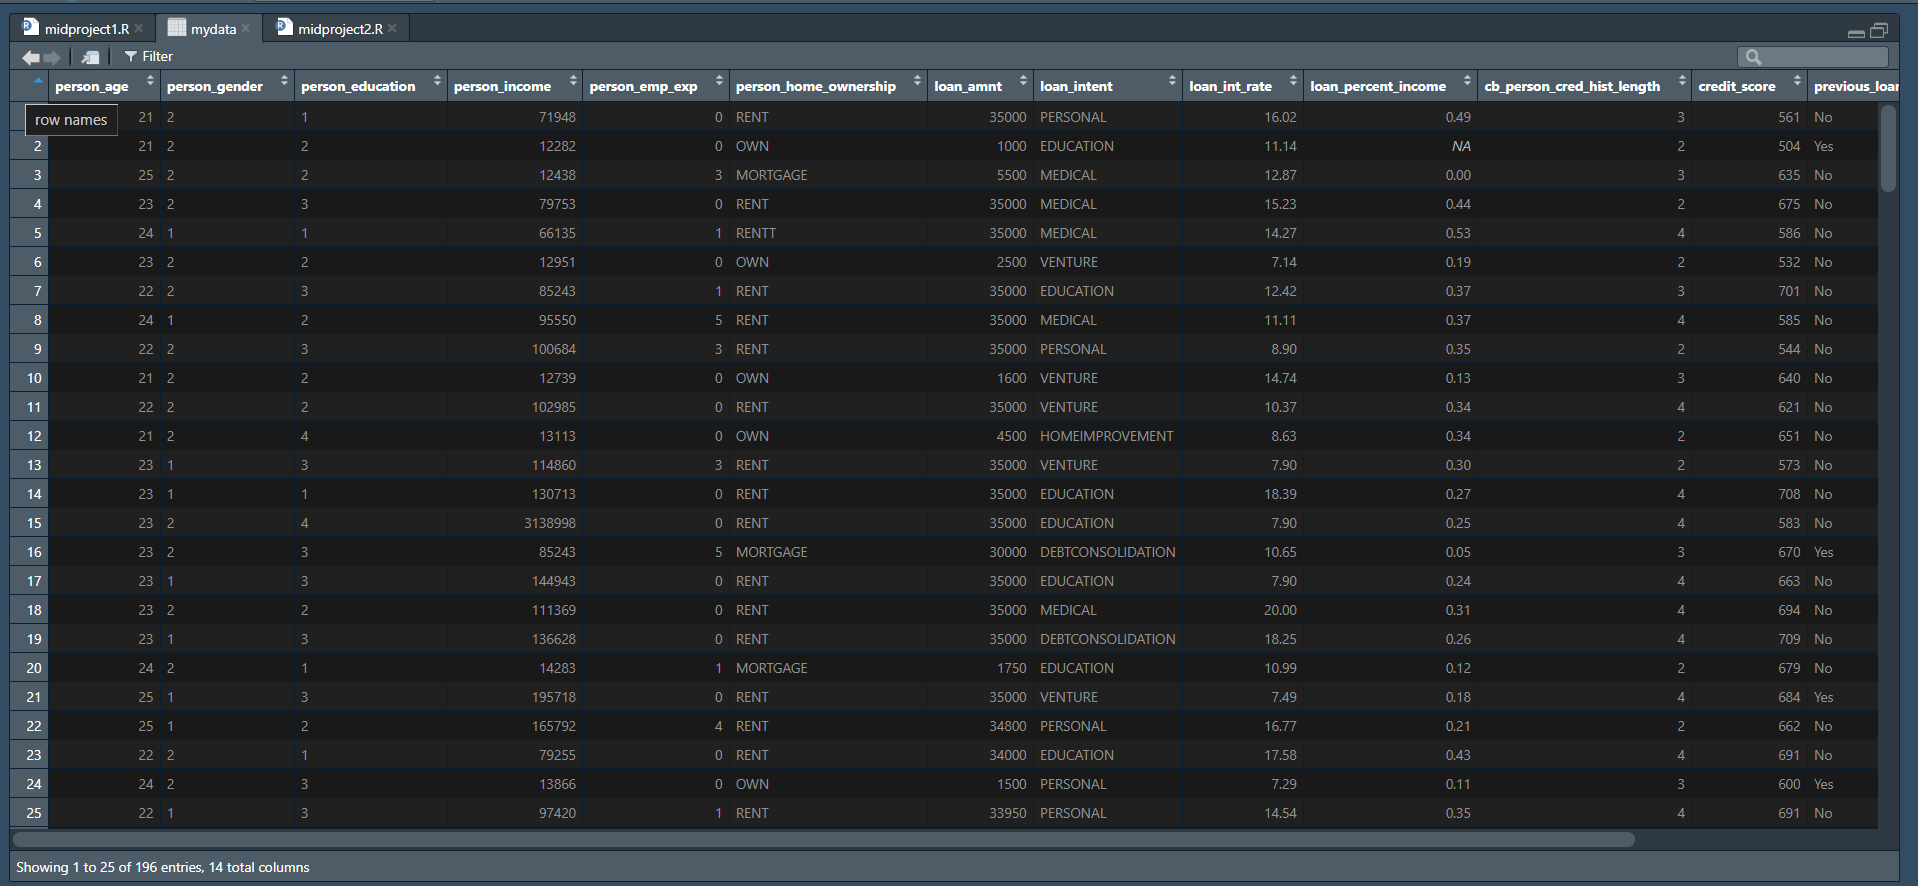 midproject1.R mydata midproject2.R
Filter
person_age person_gender person_education person_income person_emp_exp person_home_ownership loan_amnt loan_intent loan_int_rate loan_percent_income cb_person_cred_hist_length credit_score previous_loan
row names 21 2 1 71948 0 RENT 35000 PERSONAL 16.02 0.49 3 561 No
2 21 2 2 12282 0 OWN 1000 EDUCATION 11.14 NA 2 504 Yes
3 25 2 2 12438 3 MORTGAGE 5500 MEDICAL 12.87 0.00 3 635 No
4 23 2 3 79753 0 RENT 35000 MEDICAL 15.23 0.44 2 675 No
5 24 1 1 66135 1 RENTT 35000 MEDICAL 14.27 0.53 4 586 No
6 23 2 2 12951 0 OWN 2500 VENTURE 7.14 0.19 2 532 No
7 22 2 3 85243 1 RENT 35000 EDUCATION 12.42 0.37 3 701 No
8 24 1 2 95550 5 RENT 35000 MEDICAL 11.11 0.37 4 585 No
9 22 2 3 100684 3 RENT 35000 PERSONAL 8.90 0.35 2 544 No
10 21 2 2 12739 0 OWN 1600 VENTURE 14.74 0.13 3 640 No
11 22 2 2 102985 0 RENT 35000 VENTURE 10.37 0.34 4 621 No
12 21 2 4 13113 0 OWN 4500 HOMEIMPROVEMENT 8.63 0.34 2 651 No
13 23 1 3 114860 3 RENT 35000 VENTURE 7.90 0.30 2 573 No
14 23 1 1 130713 0 RENT 35000 EDUCATION 18.39 0.27 4 708 No
15 23 2 4 3138998 0 RENT 35000 EDUCATION 7.90 0.25 4 583 No
16 23 2 3 85243 5 MORTGAGE 30000 DEBTCONSOLIDATION 10.65 0.05 3 670 Yes
17 23 1 3 144943 0 RENT 35000 EDUCATION 7.90 0.24 4 663 No
18 23 2 2 111369 0 RENT 35000 MEDICAL 20.00 0.31 4 694 No
19 23 1 3 136628 0 RENT 35000 DEBTCONSOLIDATION 18.25 0.26 4 709 No
20 24 2 1 14283 1 MORTGAGE 1750 EDUCATION 10.99 0.12 2 679 No
21 25 1 3 195718 0 RENT 35000 VENTURE 7.49 0.18 4 684 Yes
22 25 1 2 165792 4 RENT 34800 PERSONAL 16.77 0.21 2 662 No
23 22 2 1 79255 0 RENT 34000 EDUCATION 17.58 0.43 4 691 No
24 24 2 3 13866 0 OWN 1500 PERSONAL 7.29 0.11 3 600 Yes
25 22 1 3 97420 1 RENT 33950 PERSONAL 14.54 0.35 4 691 No
Showing 1 to 25 of 196 entries, 14 total columns